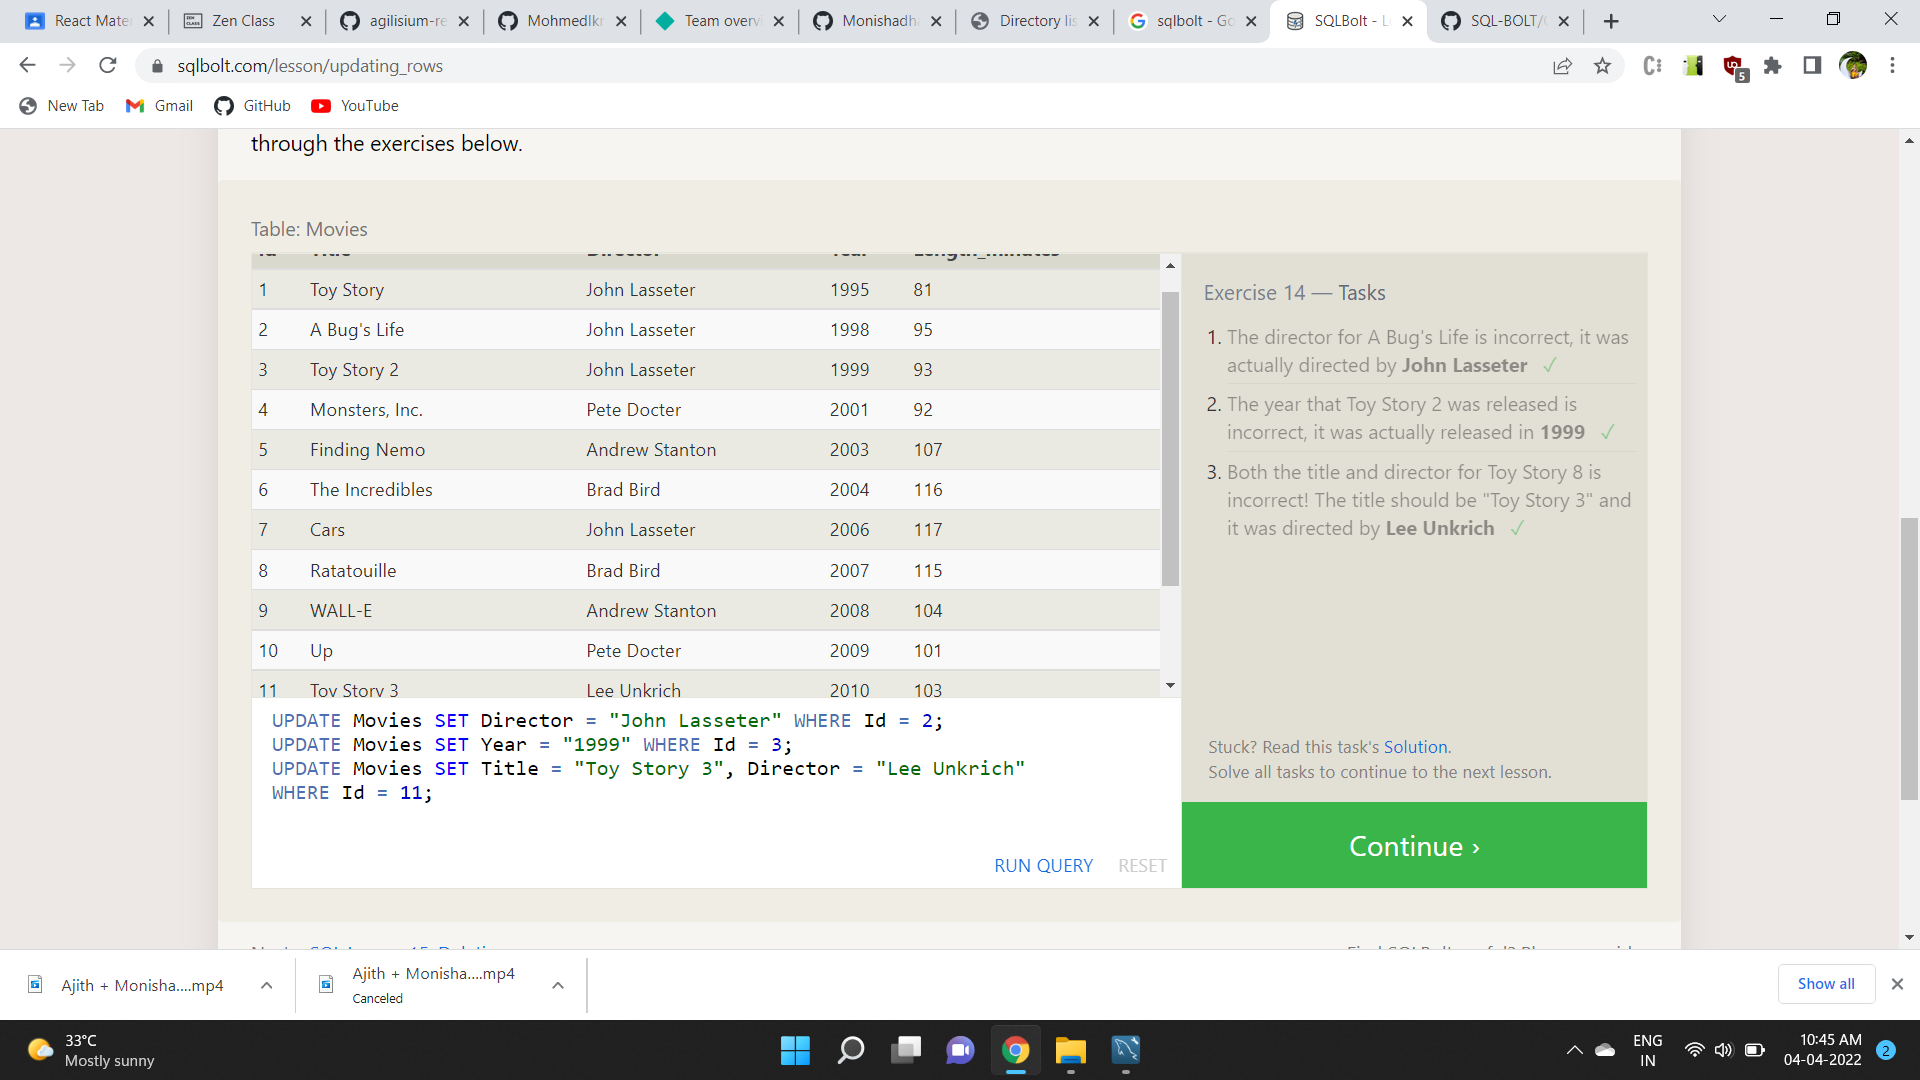 React Mate
Zen Class
agilisium-re
MohmedIkr
Team overvi
Monishadha
Directory lis
sqlbolt - Go
SQLBolt - L
SQL-BOLT/
sqlbolt.com/lesson/updating_rows
5
New Tab
Gmail
GitHub
YouTube
through the exercises below.
Table: Movies
Id Title Director Year Length_minutes
1 Toy Story John Lasseter 1995 81
2 A Bug's Life John Lasseter 1998 95
3 Toy Story 2 John Lasseter 1999 93
4 Monsters, Inc. Pete Docter 2001 92
5 Finding Nemo Andrew Stanton 2003 107
6 The Incredibles Brad Bird 2004 116
7 Cars John Lasseter 2006 117
8 Ratatouille Brad Bird 2007 115
9 WALL-E Andrew Stanton 2008 104
10 Up Pete Docter 2009 101
11 Toy Story 3 Lee Unkrich 2010 103
UPDATE Movies SET Director = "John Lasseter" WHERE Id = 2;
UPDATE Movies SET Year = "1999" WHERE Id = 3;
UPDATE Movies SET Title = "Toy Story 3", Director = "Lee Unkrich"
WHERE Id = 11;
RUN QUERY RESET
Exercise 14 — Tasks
1. The director for A Bug's Life is incorrect, it was
actually directed by John Lasseter ✓
2. The year that Toy Story 2 was released is
incorrect, it was actually released in 1999 ✓
3. Both the title and director for Toy Story 8 is
incorrect! The title should be "Toy Story 3" and
it was directed by Lee Unkrich ✓
Stuck? Read this task's Solution.
Solve all tasks to continue to the next lesson.
Continue ›
Ajith + Monisha....mp4
Ajith + Monisha....mp4
Canceled
Show all
33°C
Mostly sunny
ENG
IN
10:45 AM
04-04-2022
2